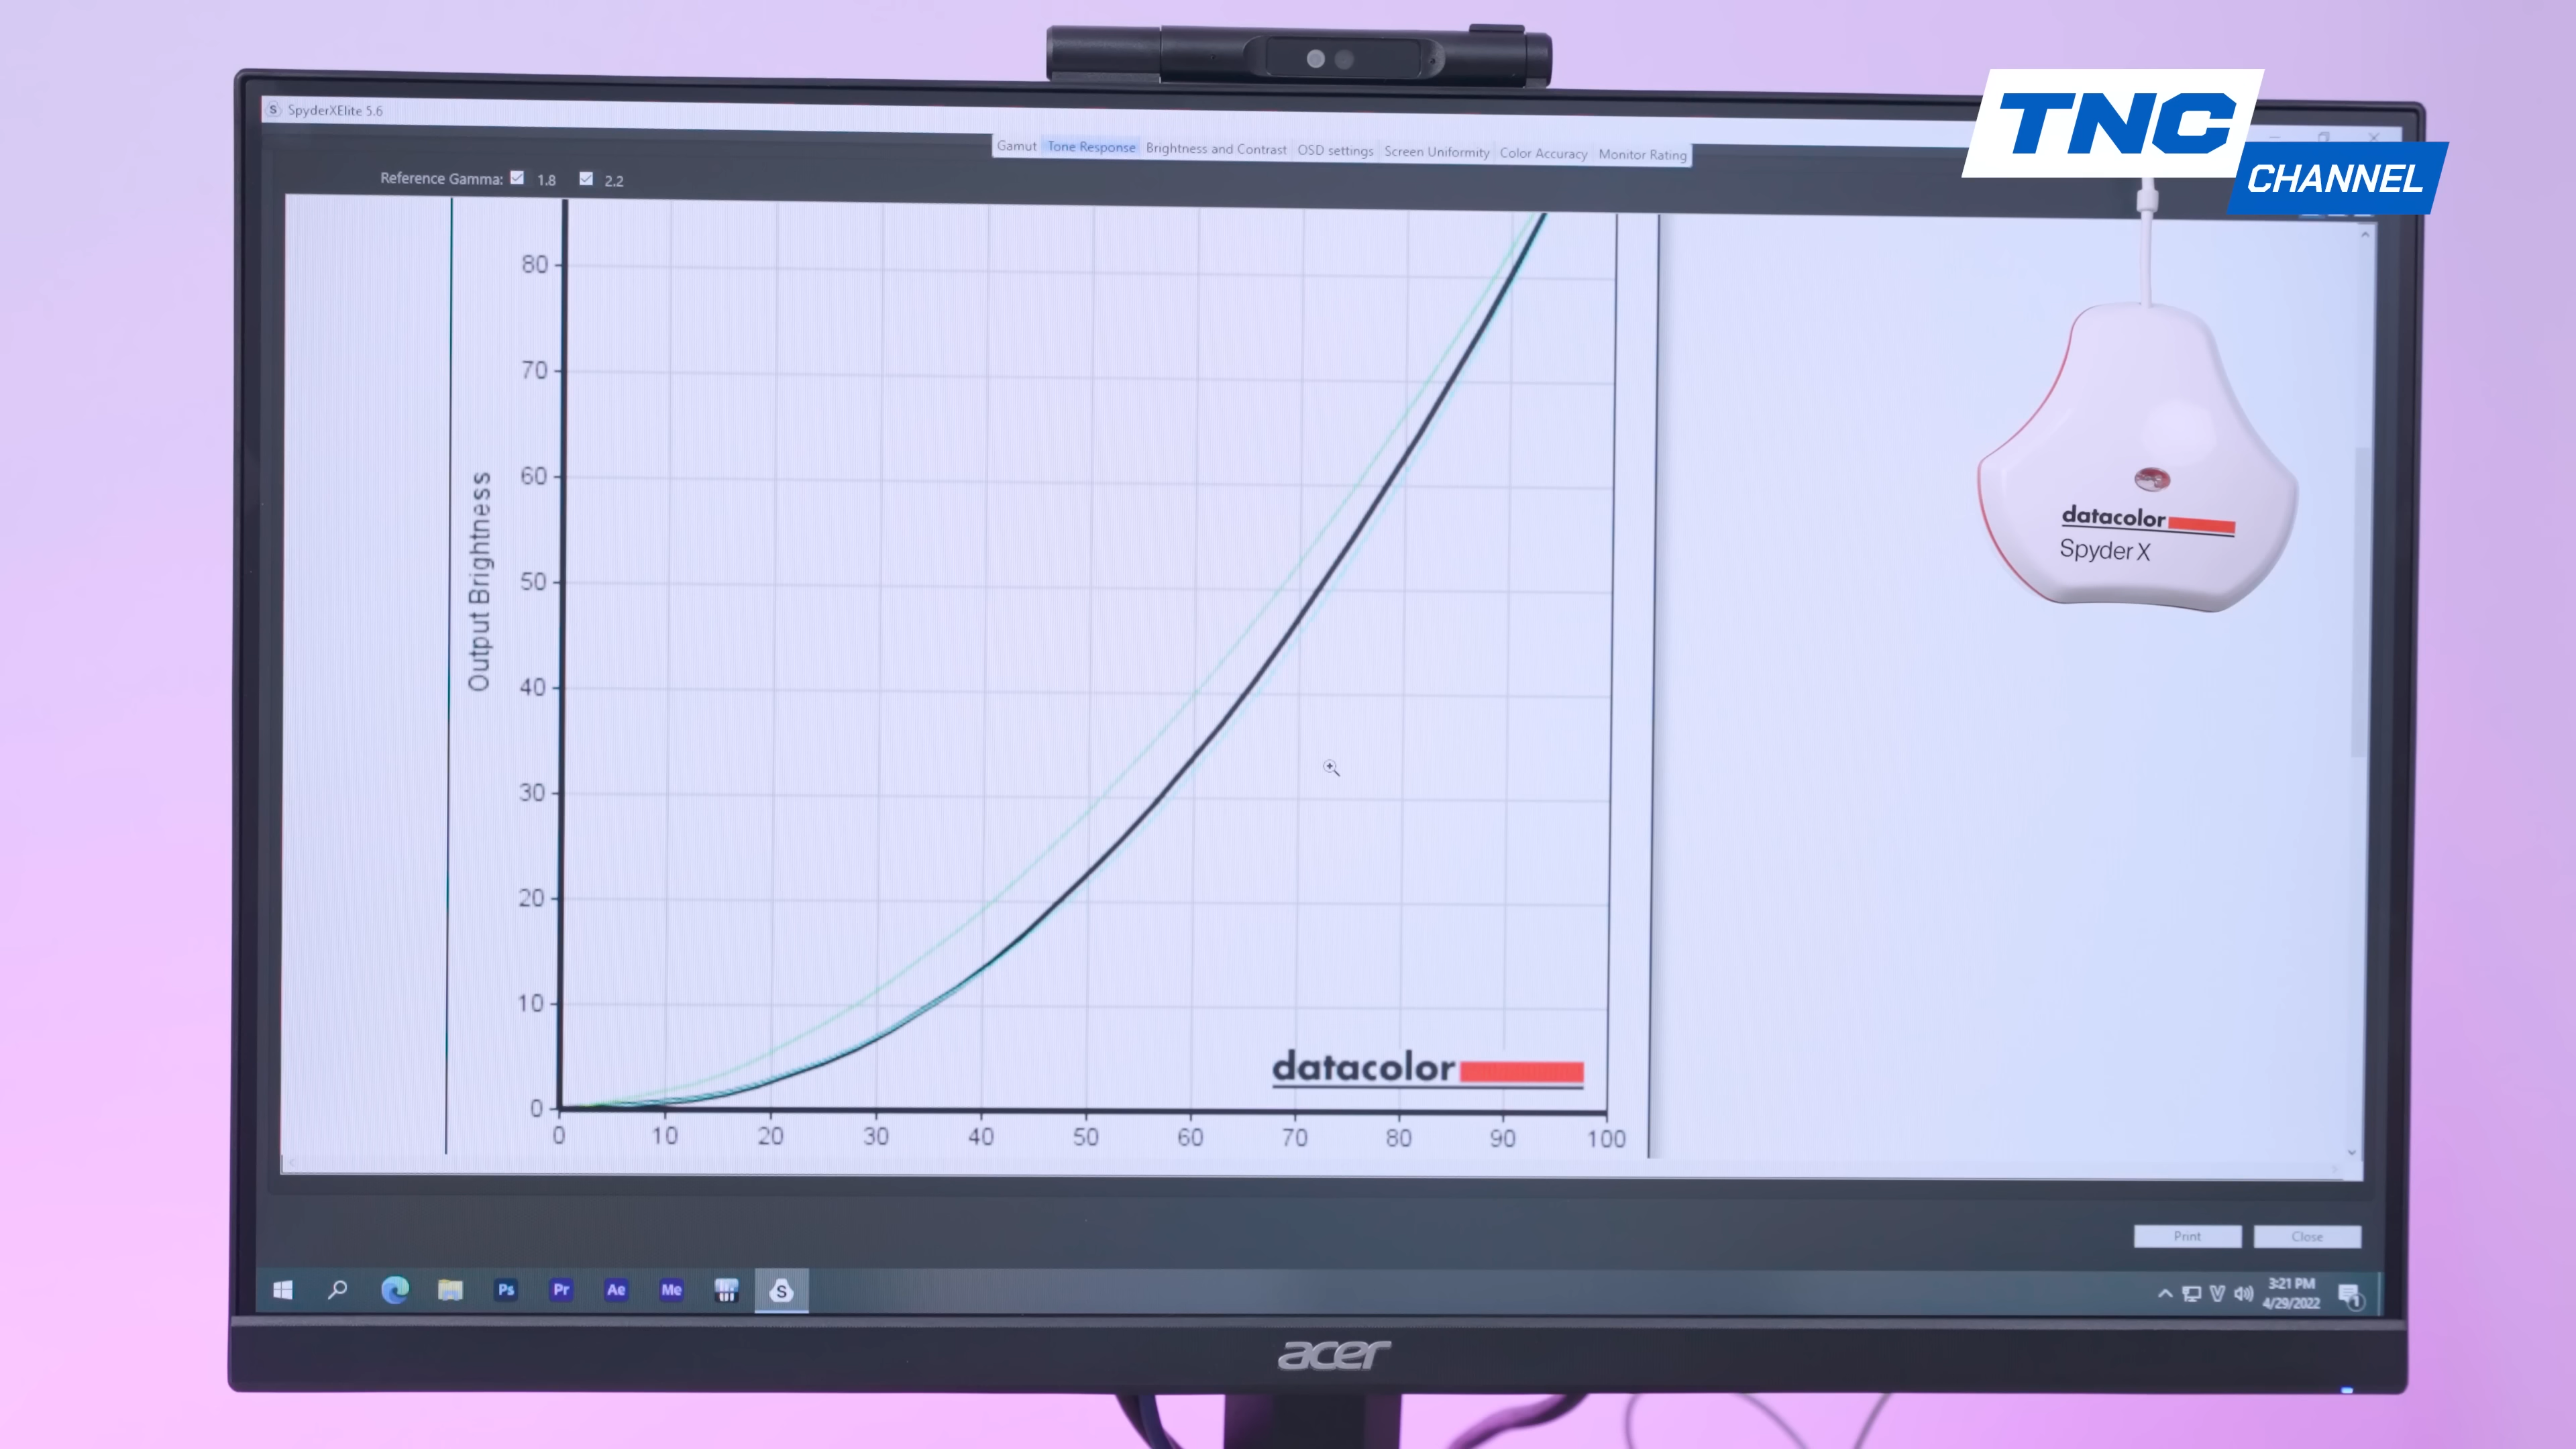 SpyderXElite 5.6
Gamut Tone Response Brightness and Contrast OSD settings Screen Uniformity Color Accuracy Monitor Rating
Reference Gamma: 1.8 2.2
TNC
CHANNEL
80
70
60
50
40
30
20
10
0
Output Brightness
0 10 20 30 40 50 60 70 80 90 100
datacolor
datacolor
Spyder X
Print Close
Ps Pr Ae Me S
3:21 PM
4/29/2022
1
acer